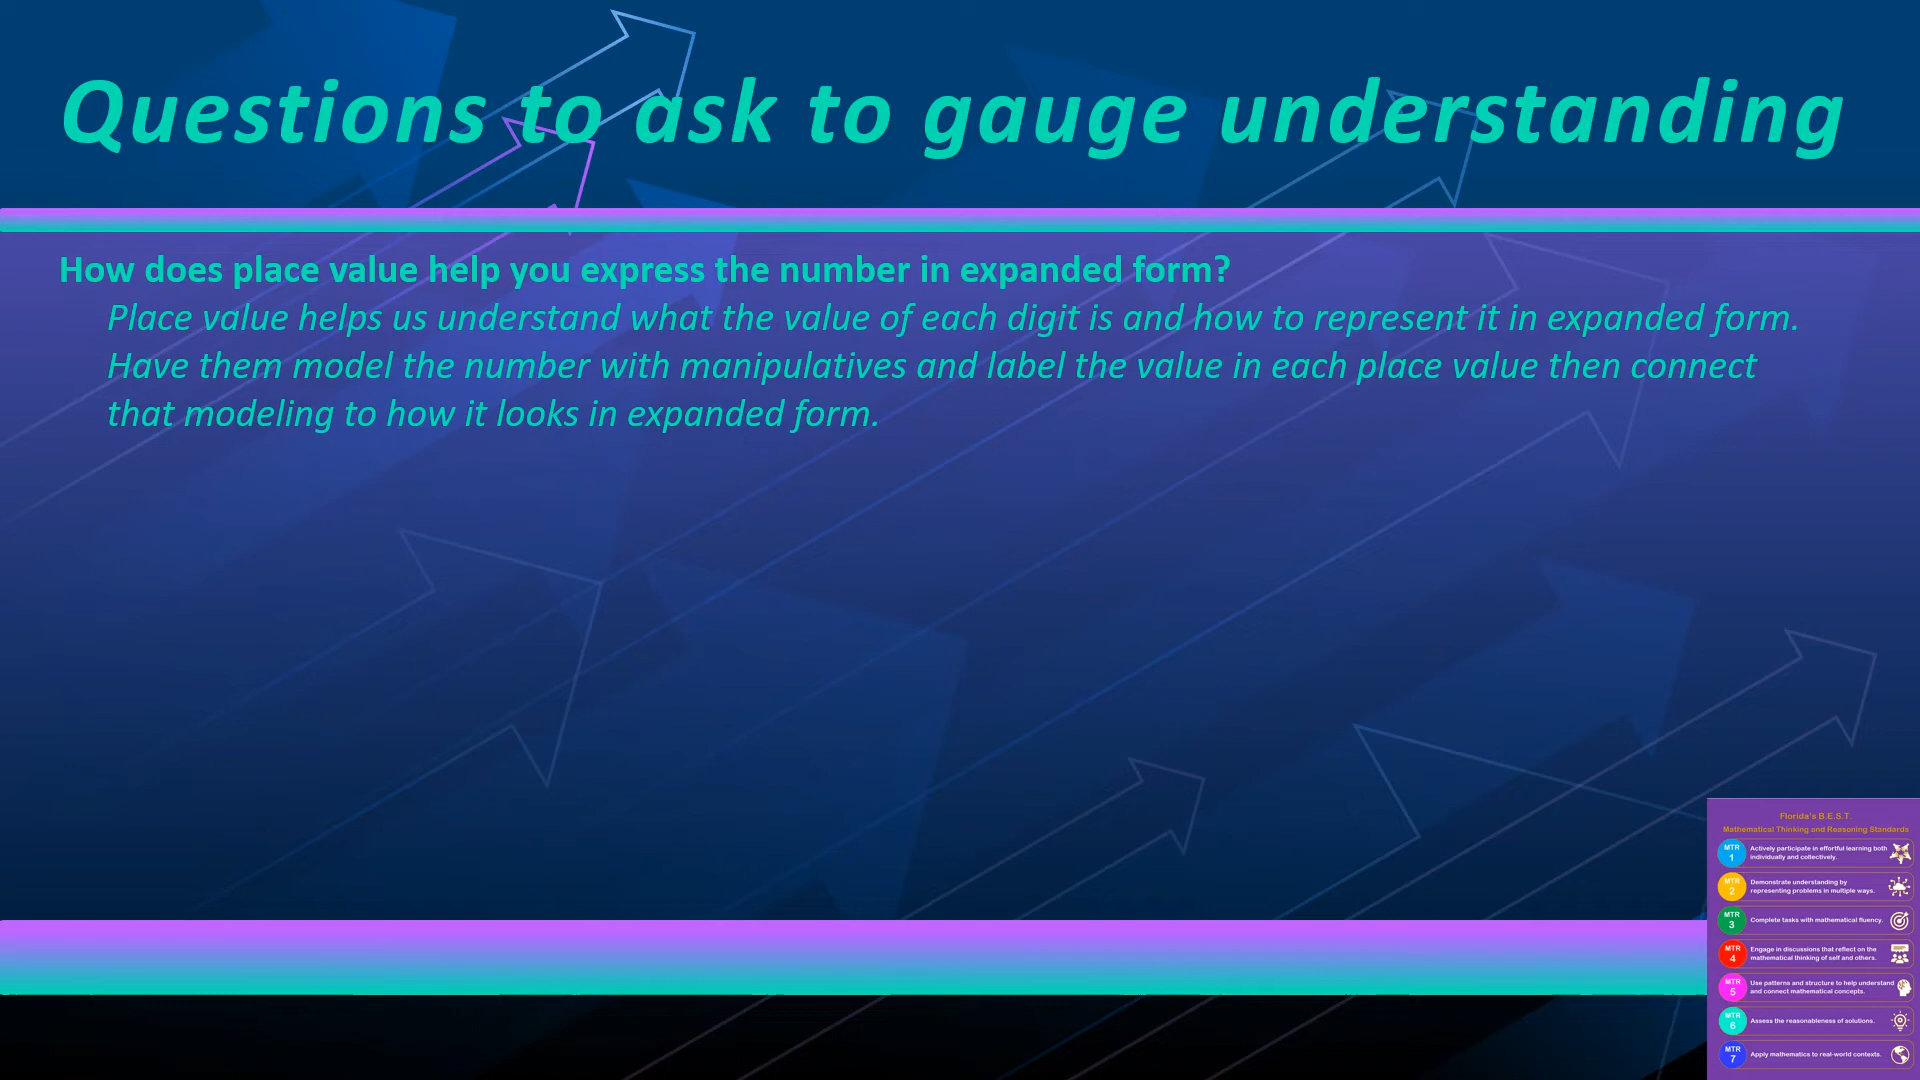 Questions to ask to gauge understanding
How does place value help you express the number in expanded form?
Place value helps us understand what the value of each digit is and how to represent it in expanded form.
Have them model the number with manipulatives and label the value in each place value then connect
that modeling to how it looks in expanded form.
Florida's B.E.S.T.
Mathematical Thinking and Reasoning Standards
MTR
1
Actively participate in effortful learning both
individually and collectively.
MTR
2
Demonstrate understanding by
representing problems in multiple ways.
MTR
3
Complete tasks with mathematical fluency.
MTR
4
Engage in discussions that reflect on the
mathematical thinking of self and others.
MTR
5
Use patterns and structure to help understand
and connect mathematical concepts.
MTR
6
Assess the reasonableness of solutions.
MTR
7
Apply mathematics to real-world contexts.